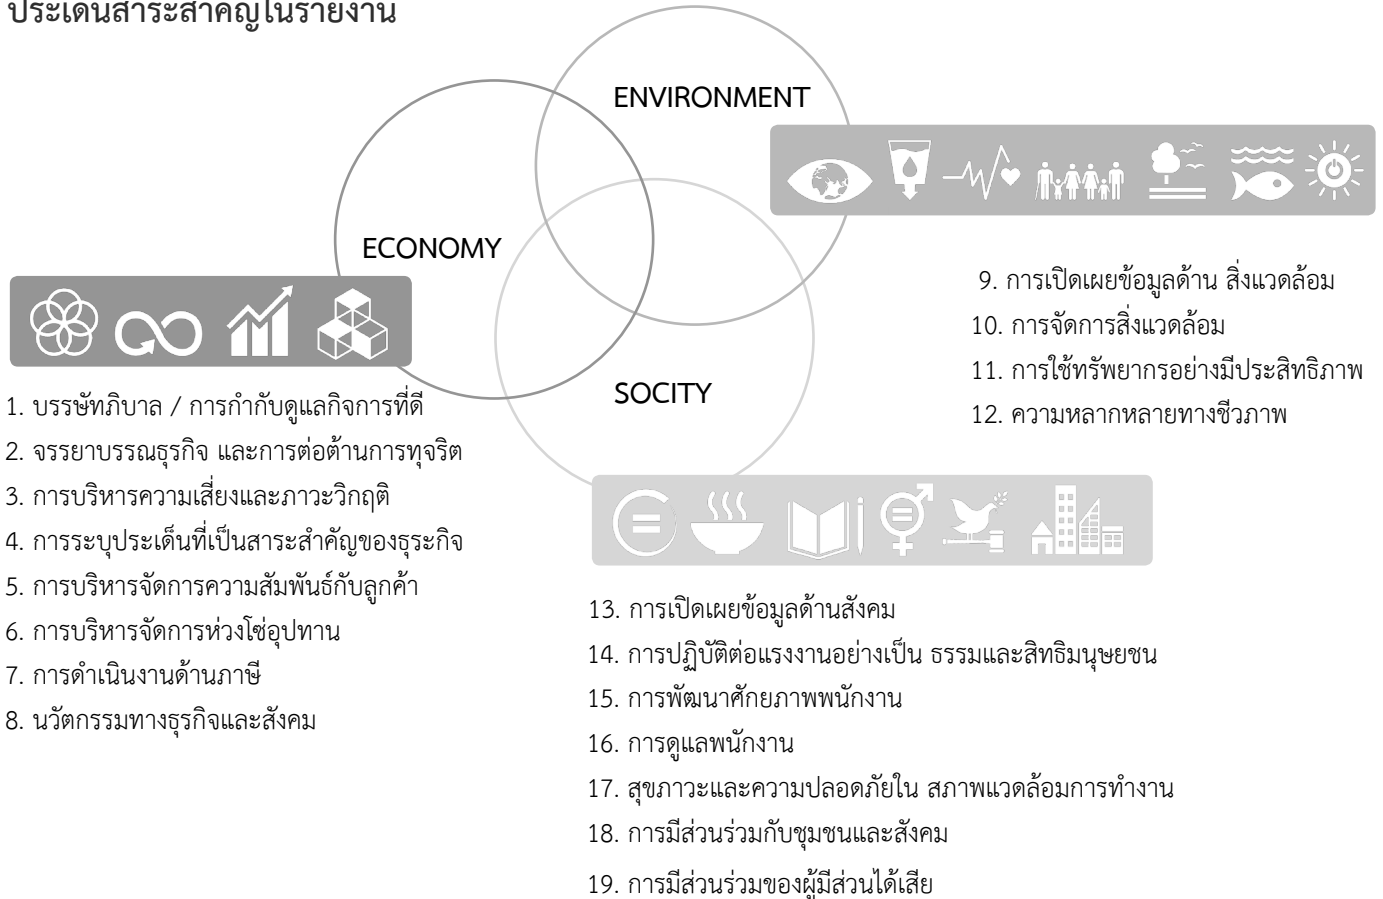 ประเด็นสาระสำคัญในรายงาน
ENVIRONMENT
ECONOMY
SOCITY
1. บรรษัทภิบาล / การกำกับดูแลกิจการที่ดี
2. จรรยาบรรณธุรกิจ และการต่อต้านการทุจริต
3. การบริหารความเสี่ยงและภาวะวิกฤติ
4. การระบุประเด็นที่เป็นสาระสำคัญของธุระกิจ
5. การบริหารจัดการความสัมพันธ์กับลูกค้า
6. การบริหารจัดการห่วงโซ่อุปทาน
7. การดำเนินงานด้านภาษี
8. นวัตกรรมทางธุรกิจและสังคม
9. การเปิดเผยข้อมูลด้าน สิ่งแวดล้อม
10. การจัดการสิ่งแวดล้อม
11. การใช้ทรัพยากรอย่างมีประสิทธิภาพ
12. ความหลากหลายทางชีวภาพ
13. การเปิดเผยข้อมูลด้านสังคม
14. การปฏิบัติต่อแรงงานอย่างเป็น ธรรมและสิทธิมนุษยชน
15. การพัฒนาศักยภาพพนักงาน
16. การดูแลพนักงาน
17. สุขภาวะและความปลอดภัยใน สภาพแวดล้อมการทำงาน
18. การมีส่วนร่วมกับชุมชนและสังคม
19. การมีส่วนร่วมของผู้มีส่วนได้เสีย